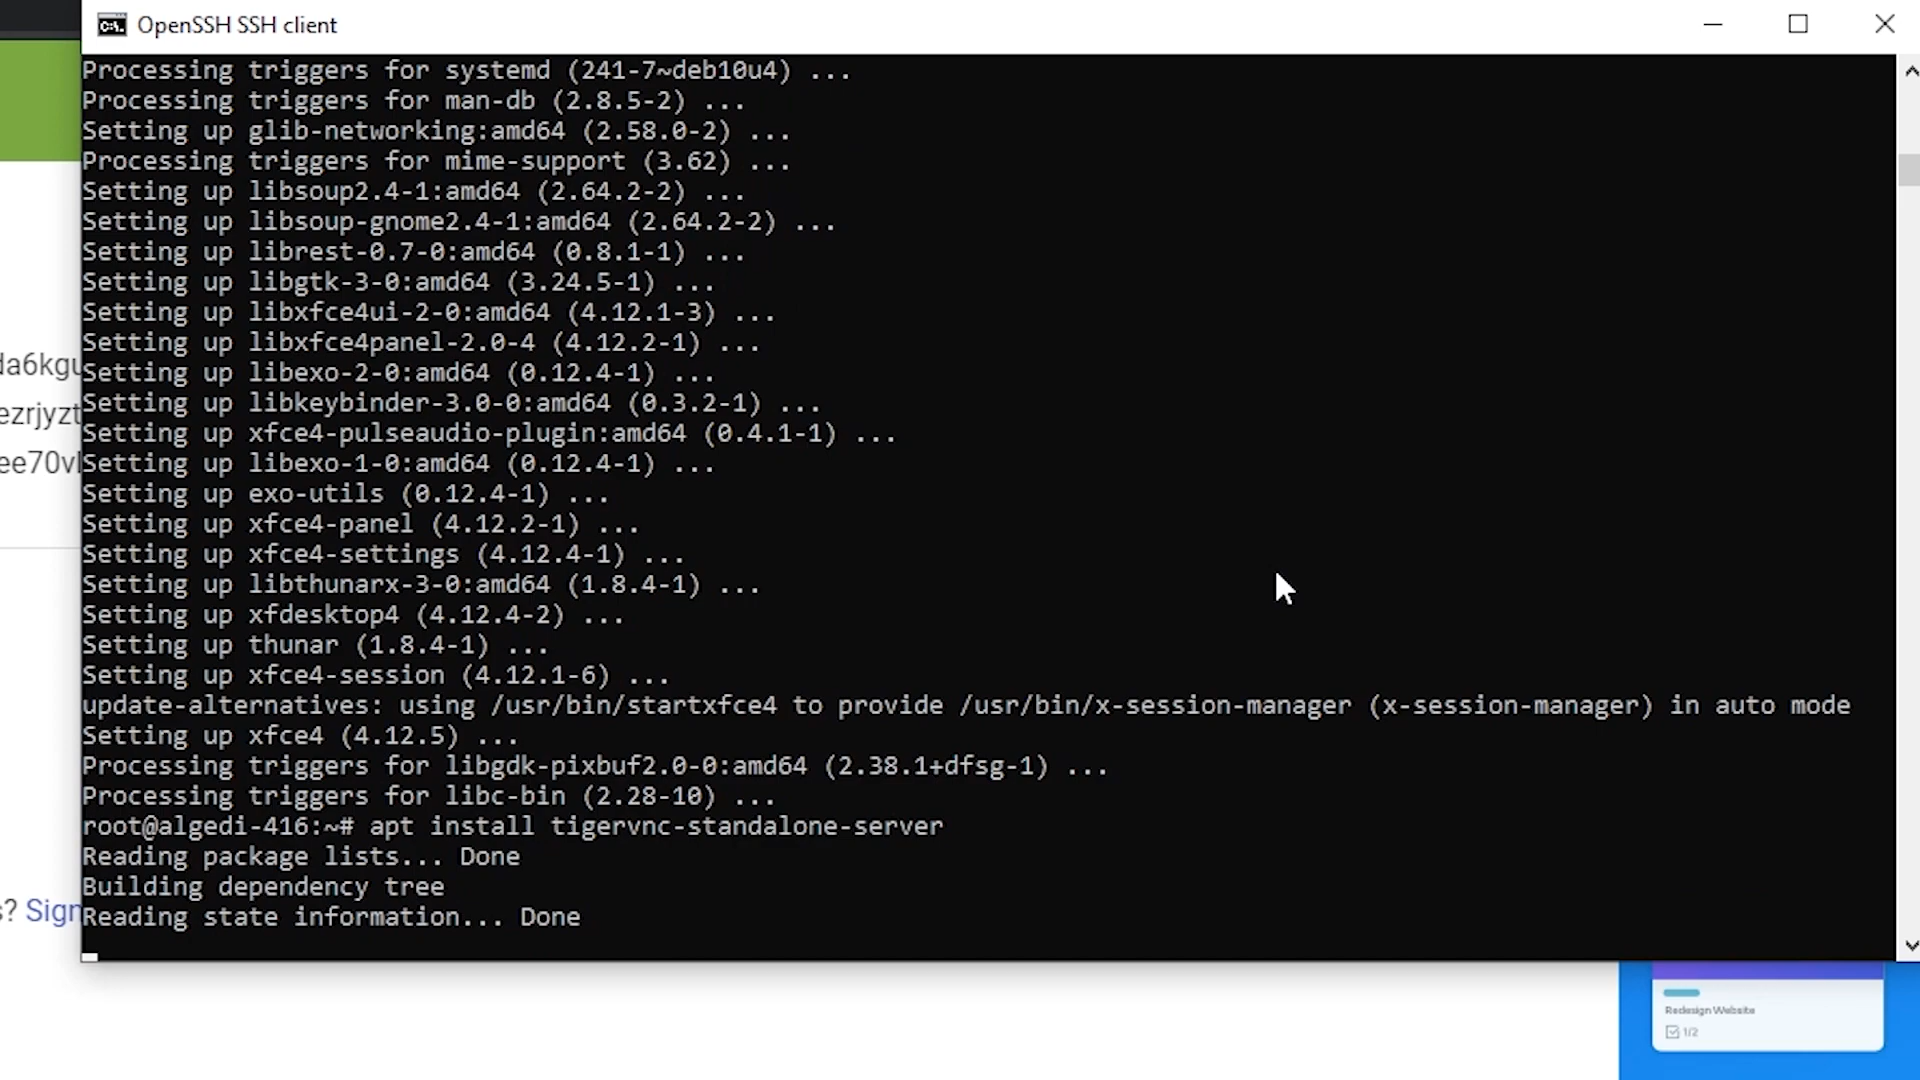 OpenSSH SSH client
Processing triggers for systemd (241-7~deb10u4) ...
Processing triggers for man-db (2.8.5-2) ...
Setting up glib-networking:amd64 (2.58.0-2) ...
Processing triggers for mime-support (3.62) ...
Setting up libsoup2.4-1:amd64 (2.64.2-2) ...
Setting up libsoup-gnome2.4-1:amd64 (2.64.2-2) ...
Setting up librest-0.7-0:amd64 (0.8.1-1) ...
Setting up libgtk-3-0:amd64 (3.24.5-1) ...
Setting up libxfce4ui-2-0:amd64 (4.12.1-3) ...
Setting up libxfce4panel-2.0-4 (4.12.2-1) ...
da6kgu
Setting up libexo-2-0:amd64 (0.12.4-1) ...
ezrjyzt
Setting up libkeybinder-3.0-0:amd64 (0.3.2-1) ...
Setting up xfce4-pulseaudio-plugin:amd64 (0.4.1-1) ...
ee70v
Setting up libexo-1-0:amd64 (0.12.4-1) ...
Setting up exo-utils (0.12.4-1) ...
Setting up xfce4-panel (4.12.2-1) ...
Setting up xfce4-settings (4.12.4-1) ...
Setting up libthunarx-3-0:amd64 (1.8.4-1) ...
Setting up xfdesktop4 (4.12.4-2) ...
Setting up thunar (1.8.4-1) ...
Setting up xfce4-session (4.12.1-6) ...
update-alternatives: using /usr/bin/startxfce4 to provide /usr/bin/x-session-manager (x-session-manager) in auto mode
Setting up xfce4 (4.12.5) ...
Processing triggers for libgdk-pixbuf2.0-0:amd64 (2.38.1+dfsg-1) ...
Processing triggers for libc-bin (2.28-10) ...
root@algedi-416:~# apt install tigervnc-standalone-server
Reading package lists... Done
Building dependency tree
s? Sign
Reading state information... Done
Redesign Website
1/2